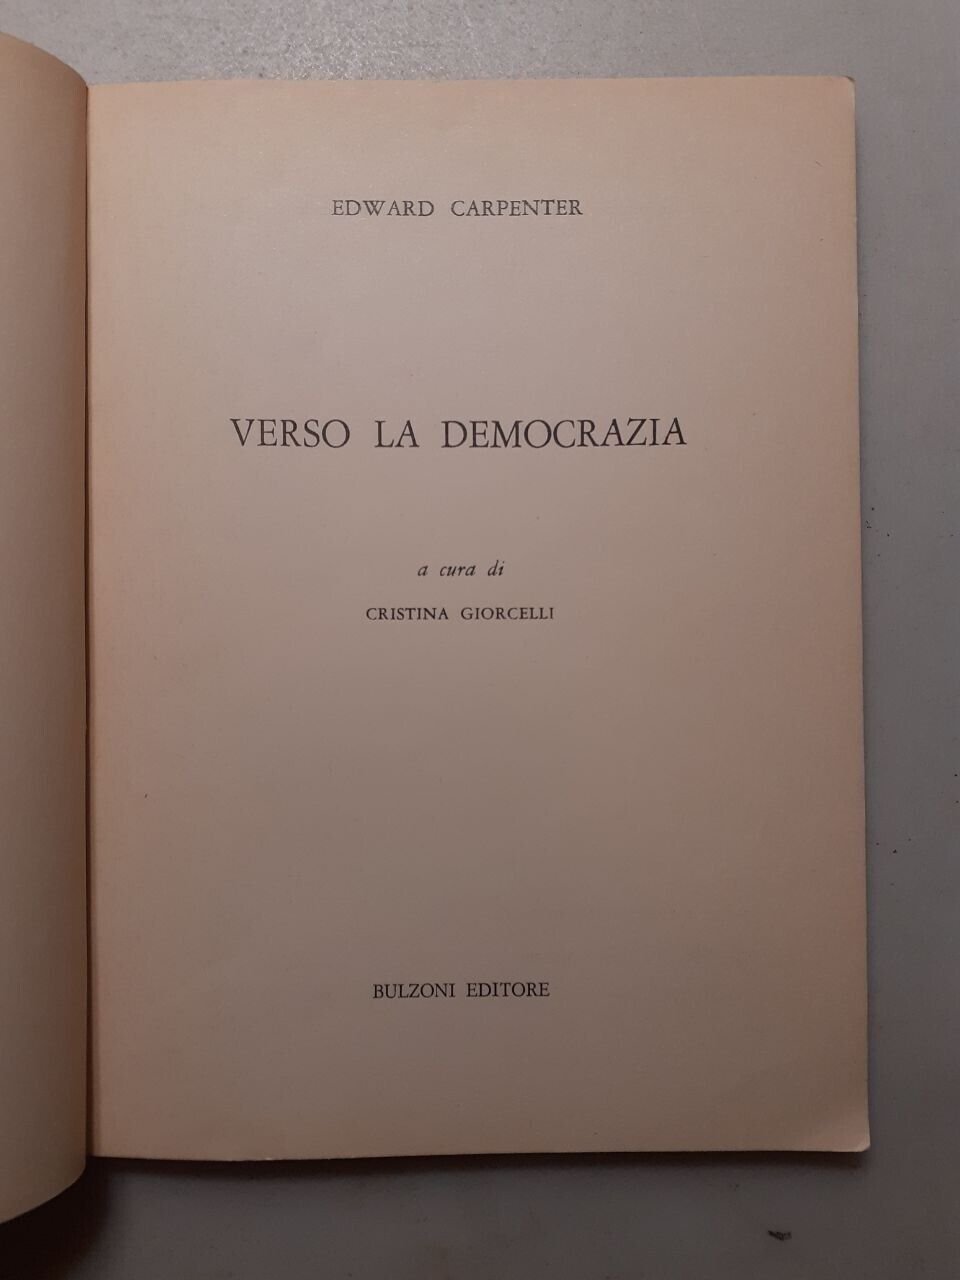 EDWARD CARPENTER
VERSO LA DEMOCRAZIA
a cura di
CRISTINA GIORCELLI
BULZONI EDITORE